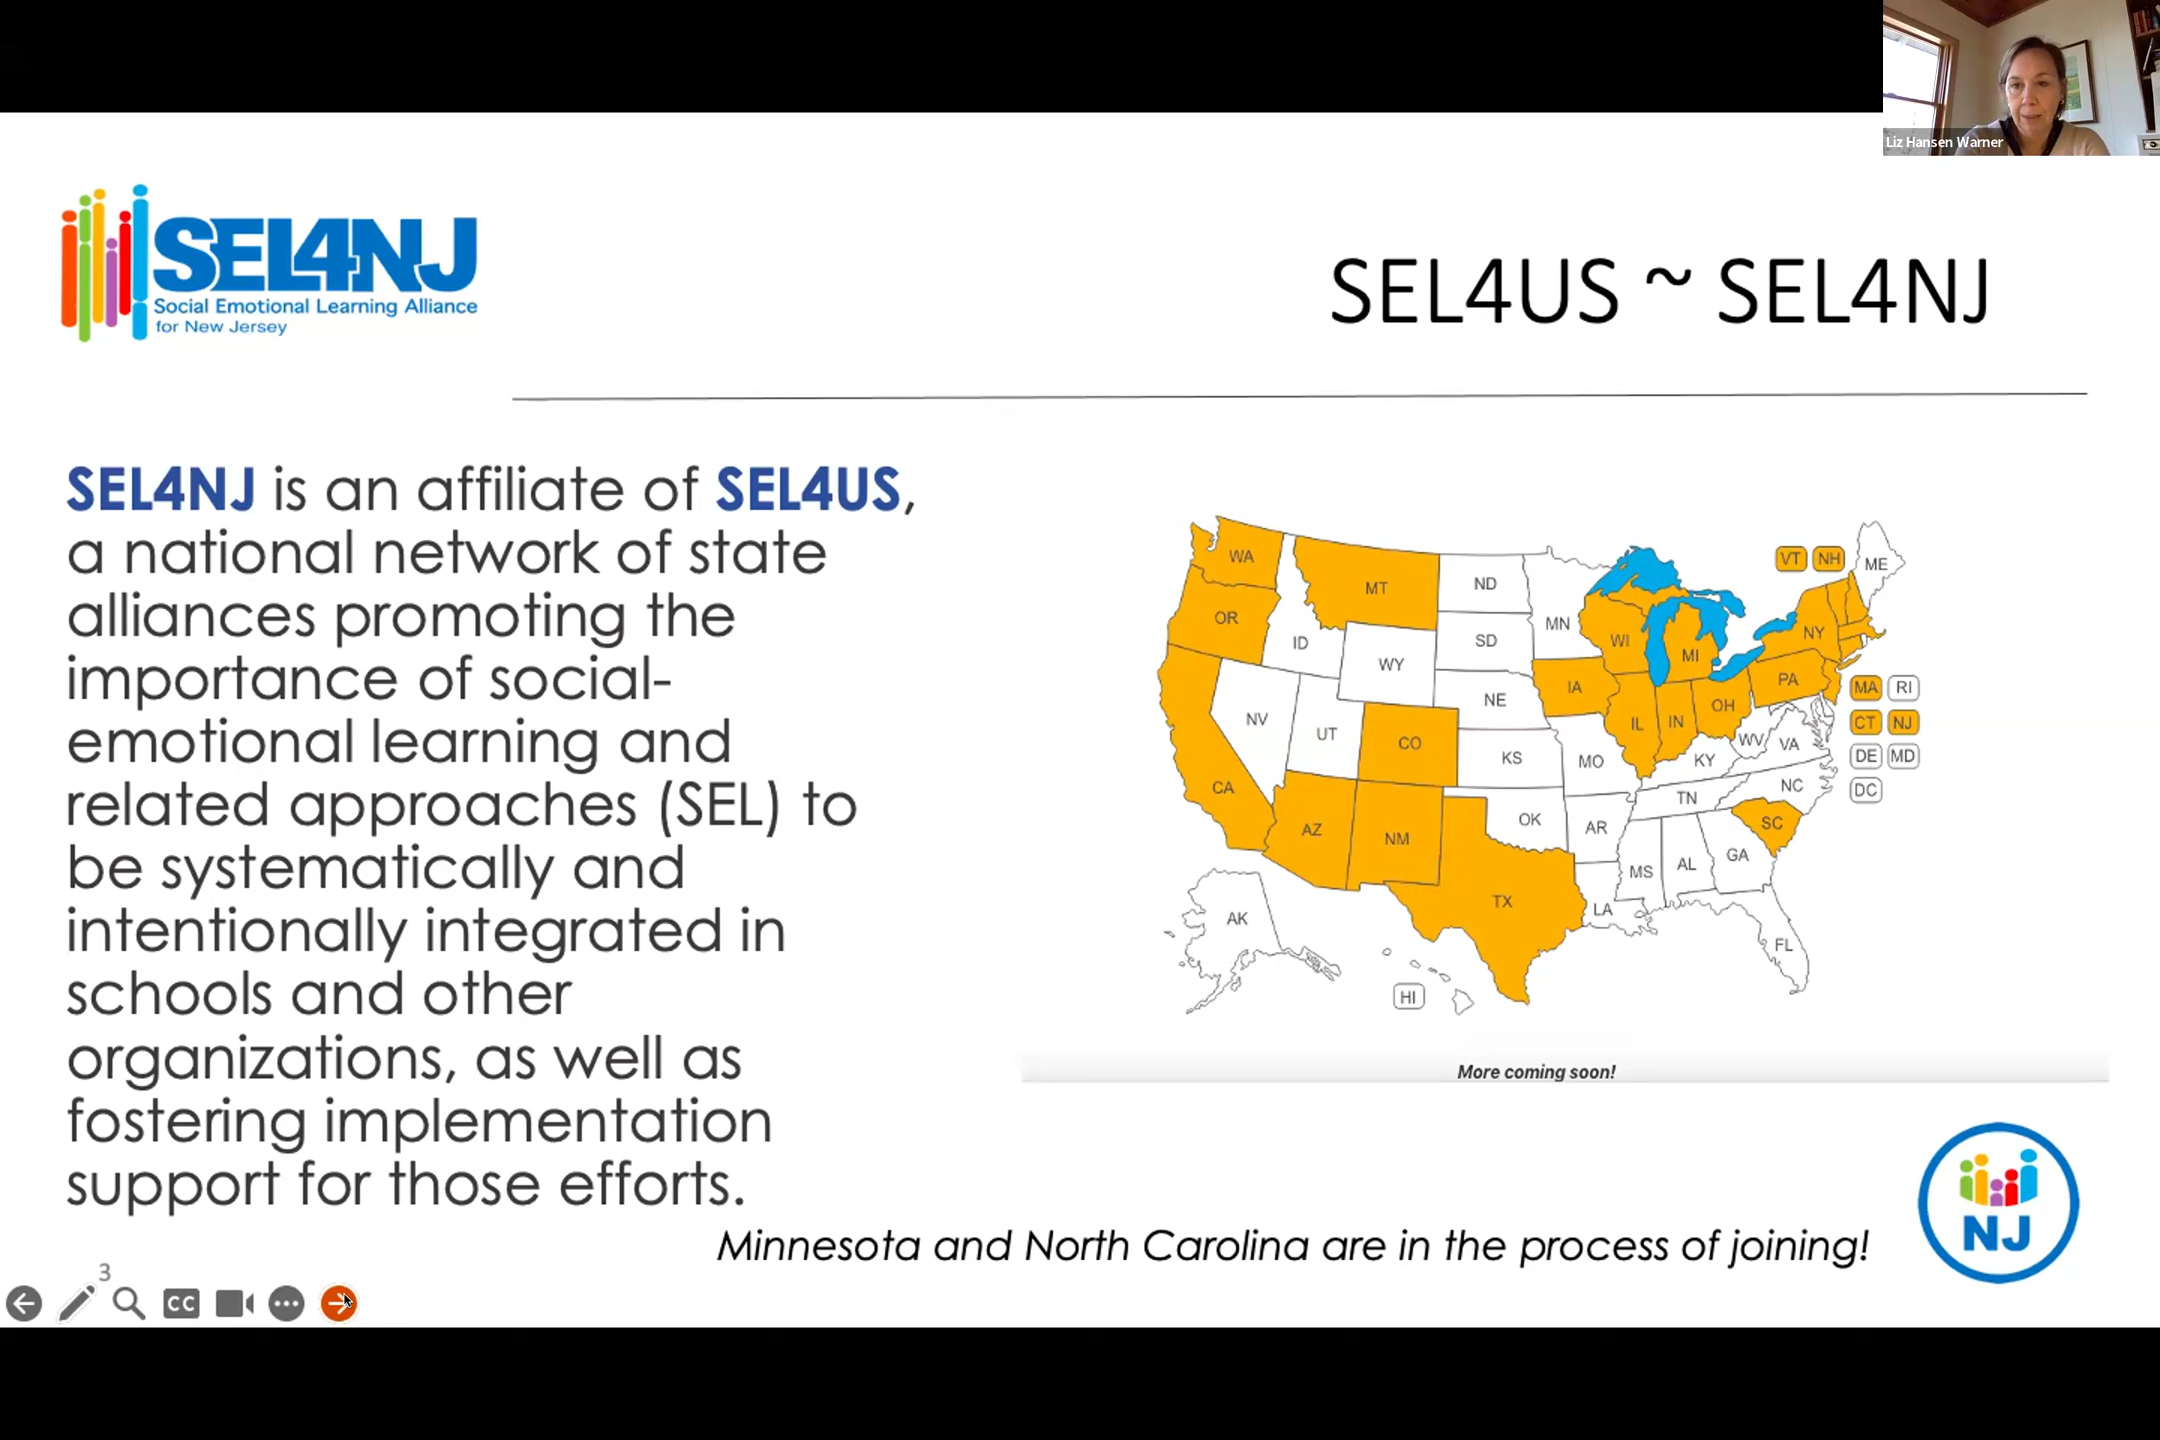 Liz Hansen Warner
SEL4NJ
Social Emotional Learning Alliance
for New Jersey
SEL4US ~ SEL4NJ
SEL4NJ is an affiliate of SEL4US,
a national network of state
alliances promoting the
importance of social-
emotional learning and
related approaches (SEL) to
be systematically and
intentionally integrated in
schools and other
organizations, as well as
fostering implementation
support for those efforts.
WA
MT
ND
MN
VT NH
ME
OR
ID
SD
WI
MI
NY
WY
IA
NE
PA
MA RI
NV
UT
CO
KS
MO
IL
IN
OH
WV
VA
KY
CT NJ
DE MD
DC
CA
AZ
NM
OK
AR
TN
NC
SC
TX
LA
MS
AL
GA
FL
AK
HI
More coming soon!
Minnesota and North Carolina are in the process of joining!
NJ
3
CC